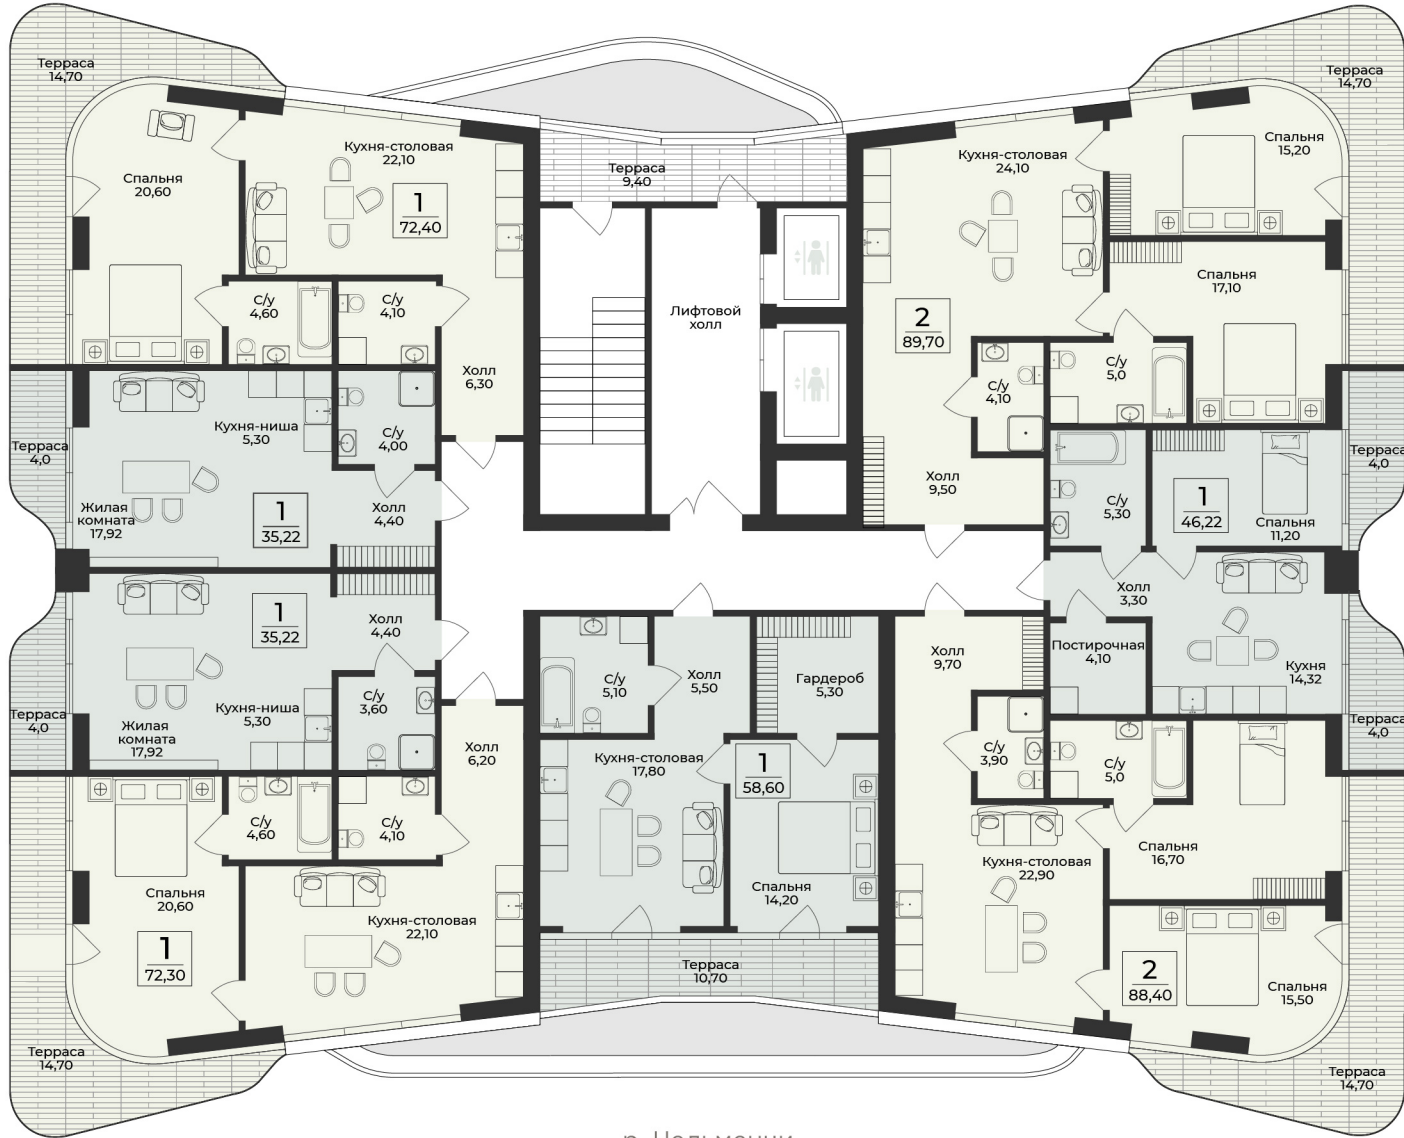 Терраса
14,70
Спальня
20,60
Кухня-столовая
22,10
1
72,40
С/у
4,60
С/у
4,10
Холл
6,30
Терраса
9,40
Лифтовой
холл
Кухня-столовая
24,10
2
89,70
С/у
4,10
Холл
9,50
Терраса
14,70
Спальня
15,20
Спальня
17,10
С/у
5,0
Терраса
4,0
Кухня-ниша
5,30
С/у
4,00
Жилая
комната
17,92
1
35,22
Холл
4,40
С/у
5,30
1
46,22
Спальня
11,20
Терраса
4,0
Холл
3,30
Постирочная
4,10
Кухня
14,32
Терраса
4,0
1
35,22
Холл
4,40
С/у
3,60
Кухня-ниша
5,30
Жилая
комната
17,92
Терраса
4,0
Холл
6,20
С/у
4,60
С/у
4,10
Спальня
20,60
Кухня-столовая
22,10
1
72,30
Терраса
14,70
С/у
5,10
Холл
5,50
Гардероб
5,30
Кухня-столовая
17,80
1
58,60
Спальня
14,20
Терраса
10,70
Холл
9,70
С/у
3,90
С/у
5,0
Кухня-столовая
22,90
Спальня
16,70
2
88,40
Спальня
15,50
Терраса
14,70